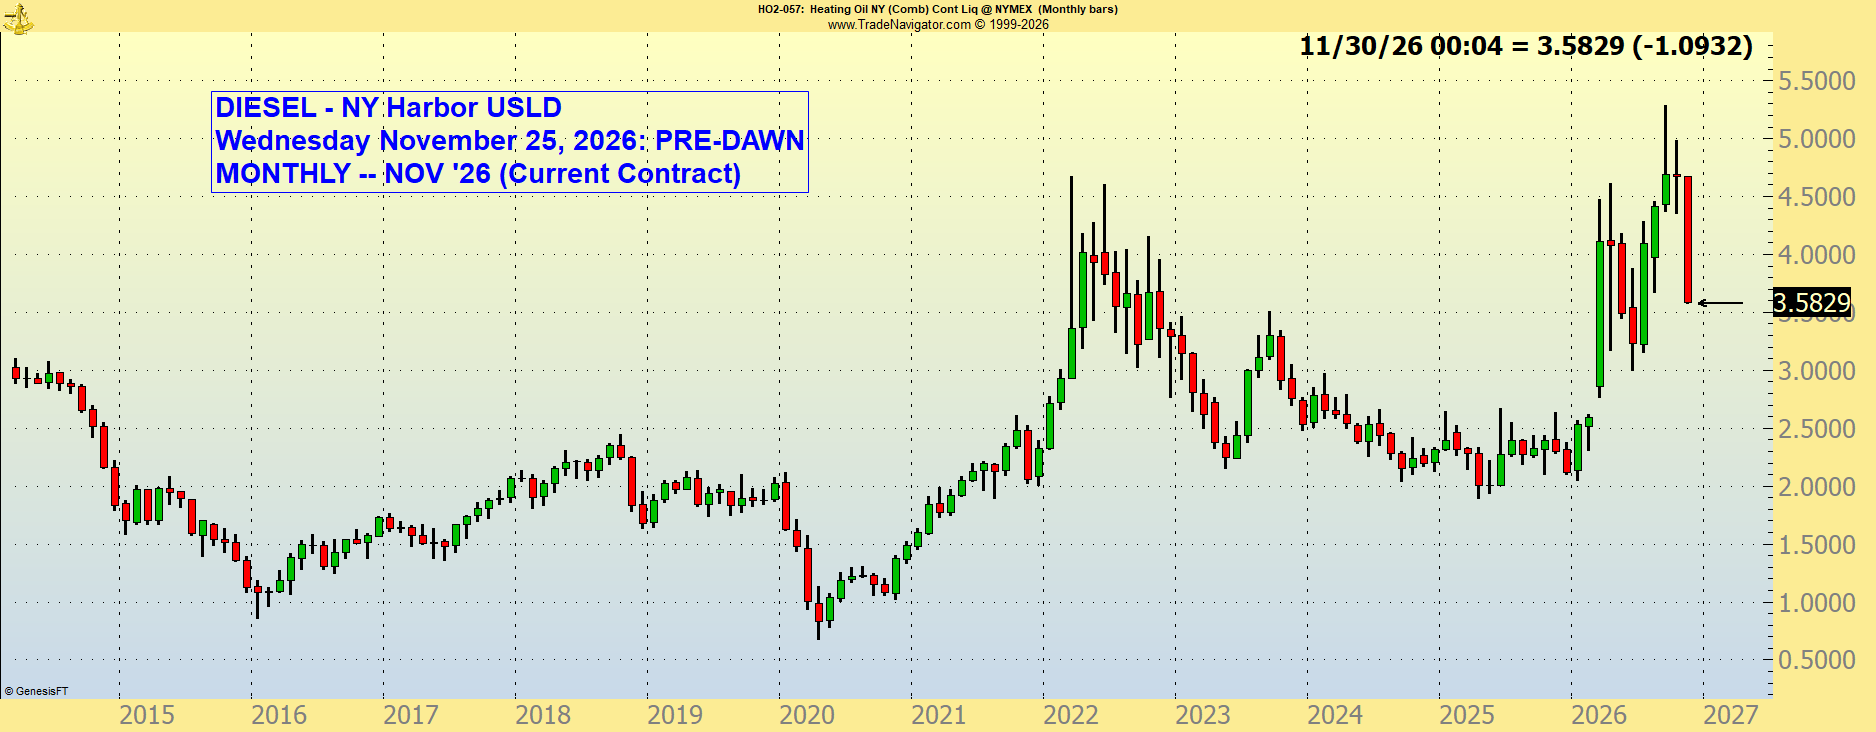 HO2-057: Heating Oil NY (Comb) Cont Liq @ NYMEX (Monthly bars)
www.TradeNavigator.com © 1999-2026
11/30/26 00:04 = 3.5829 (-1.0932)
DIESEL - NY Harbor USLD
Wednesday November 25, 2026: PRE-DAWN
MONTHLY -- NOV '26 (Current Contract)
5.5000
5.0000
4.5000
4.0000
3.5829
3.5000
3.0000
2.5000
2.0000
1.5000
1.0000
0.5000
© GenesisFT
2015 2016 2017 2018 2019 2020 2021 2022 2023 2024 2025 2026 2027